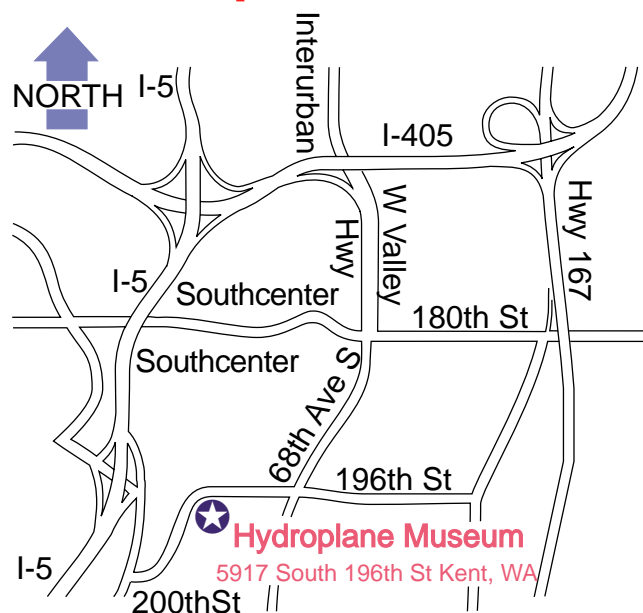 NORTH
I-5
Interurban
I-405
Hwy
W Valley
Hwy 167
I-5
Southcenter
180th St
Southcenter
68th Ave S
196th St
Hydroplane Museum
5917 South 196th St Kent, WA
I-5
200thSt